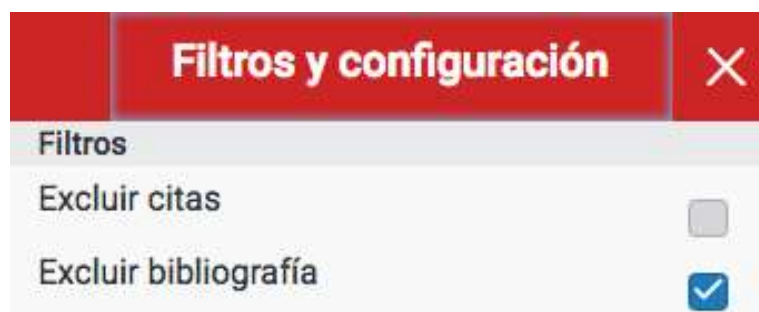 Filtros y configuración
Filtros
Excluir citas
Excluir bibliografía